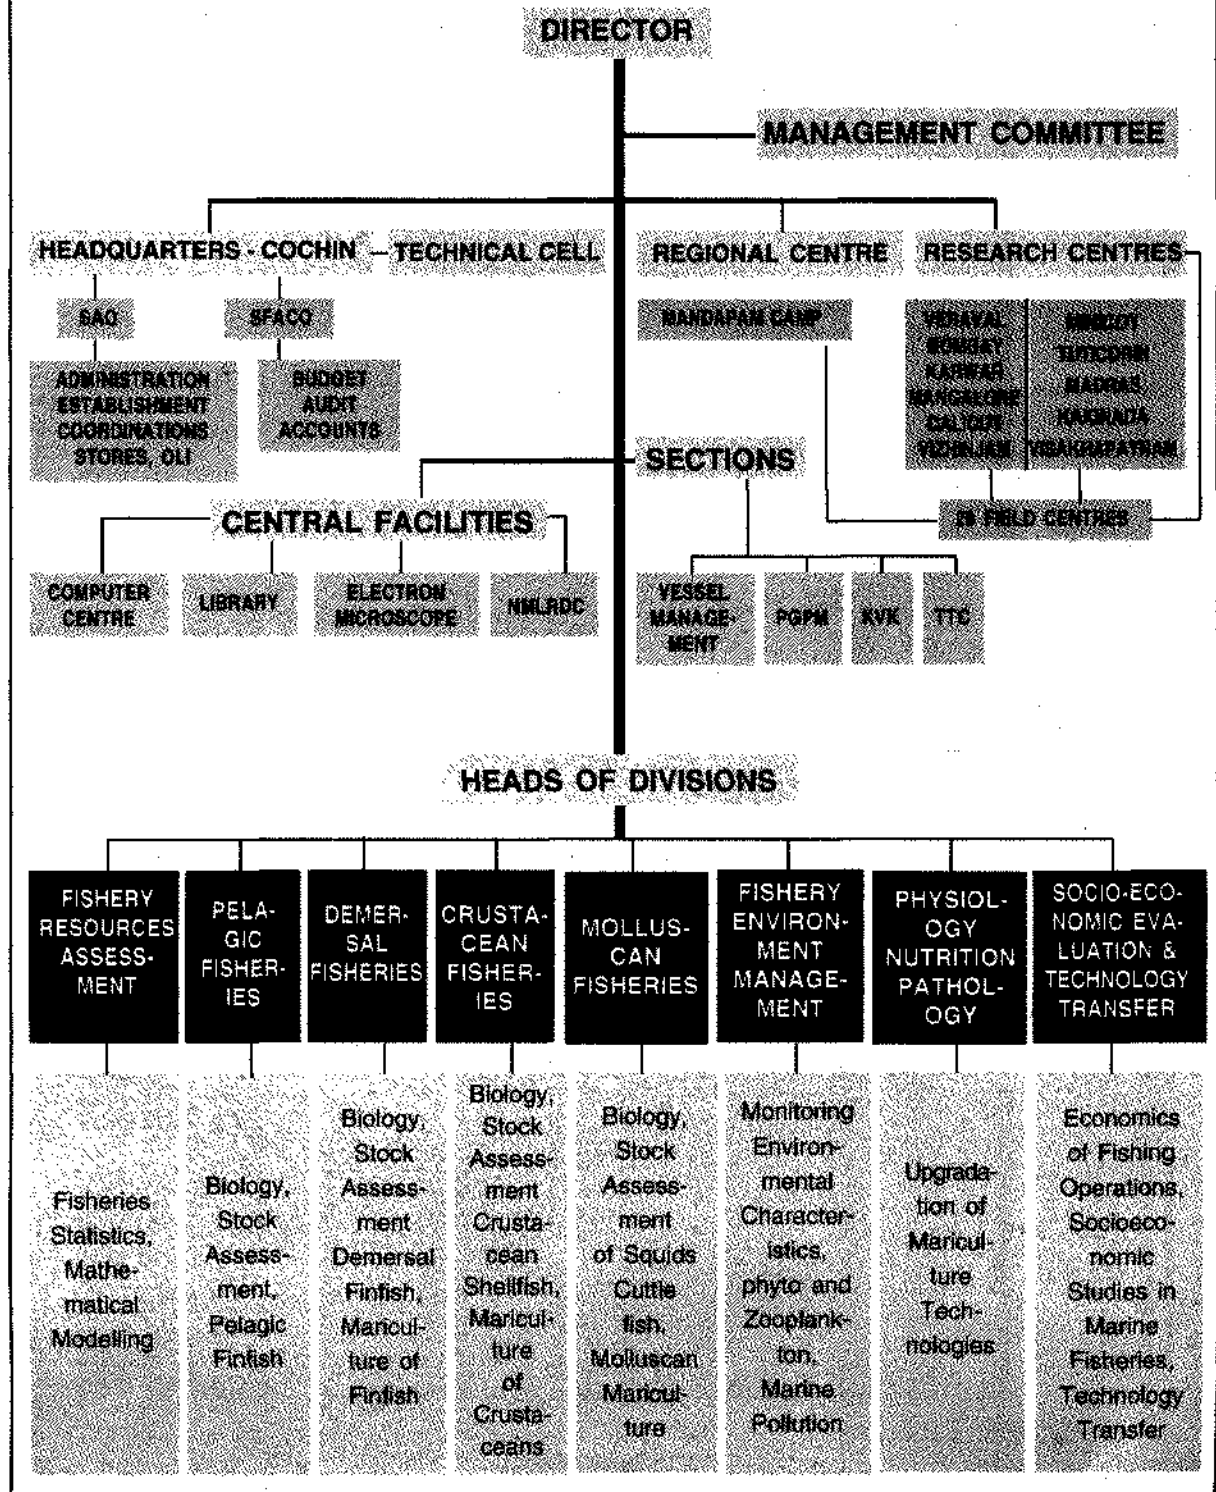 DIRECTOR
MANAGEMENT COMMITTEE
HEADQUARTERS - COCHIN
TECHNICAL CELL
REGIONAL CENTRE
RESEARCH CENTRES
SAO
SFACO
MANDAPAM CAMP
VERAVAL
BOMBAY
KARWAR
MANGALORE
CALICUT
VIZHINJAM
MINICOY
TUTICORIN
MADRAS
KAKINADA
VISAKHAPATNAM
ADMINISTRATION
ESTABLISHMENT
COORDINATIONS
STORES, OLI
BUDGET
AUDIT
ACCOUNTS
SECTIONS
CENTRAL FACILITIES
FIELD CENTRES
COMPUTER
CENTRE
LIBRARY
ELECTRON
MICROSCOPE
NMLRDC
VESSEL
MANAGE-
MENT
PGPM
KVK
TTC
HEADS OF DIVISIONS
FISHERY
RESOURCES
ASSESS-
MENT
PELA-
GIC
FISHER-
IES
DEMER-
SAL
FISHERIES
CRUSTA-
CEAN
FISHER-
IES
MOLLUS-
CAN
FISHERIES
FISHERY
ENVIRON-
MENT
MANAGE-
MENT
PHYSIOL-
OGY
NUTRITION
PATHOL-
OGY
SOCIO-ECO-
NOMIC EVA-
LUATION &
TECHNOLOGY
TRANSFER
Fisheries
Statistics,
Mathe-
matical
Modelling
Biology,
Stock
Assess-
ment,
Pelagic
Finfish
Biology,
Stock
Assess-
ment
Demersal
Finfish,
Maricul-
ture of
Finfish
Biology,
Stock
Assess-
ment
Crusta-
cean
Shellfish,
Maricul-
ture
of
Crusta-
ceans
Biology,
Stock
Assess-
ment
of Squids
Cuttle
fish,
Molluscan
Maricul-
ture
Monitoring
Environ-
mental
Character-
istics,
phyto and
Zooplank-
ton,
Marine
Pollution
Upgrada-
tion of
Maricul-
ture
Tech-
nologies
Economics
of Fishing
Operations,
Socioeco-
nomic
Studies in
Marine
Fisheries,
Technology
Transfer